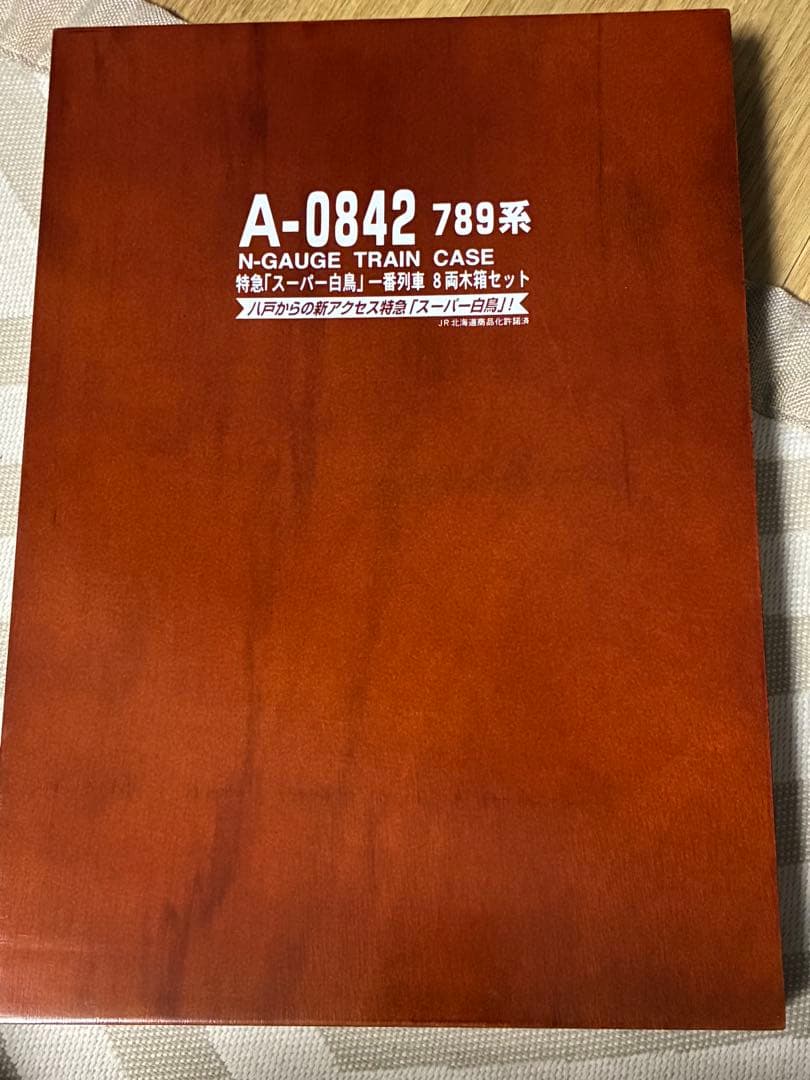 A-0842 789系
N-GAUGE TRAIN CASE
特急「スーパー白鳥」一番列車 8両木箱セット
八戸からの新アクセス特急「スーパー白鳥」!
JR北海道商品化許諾済